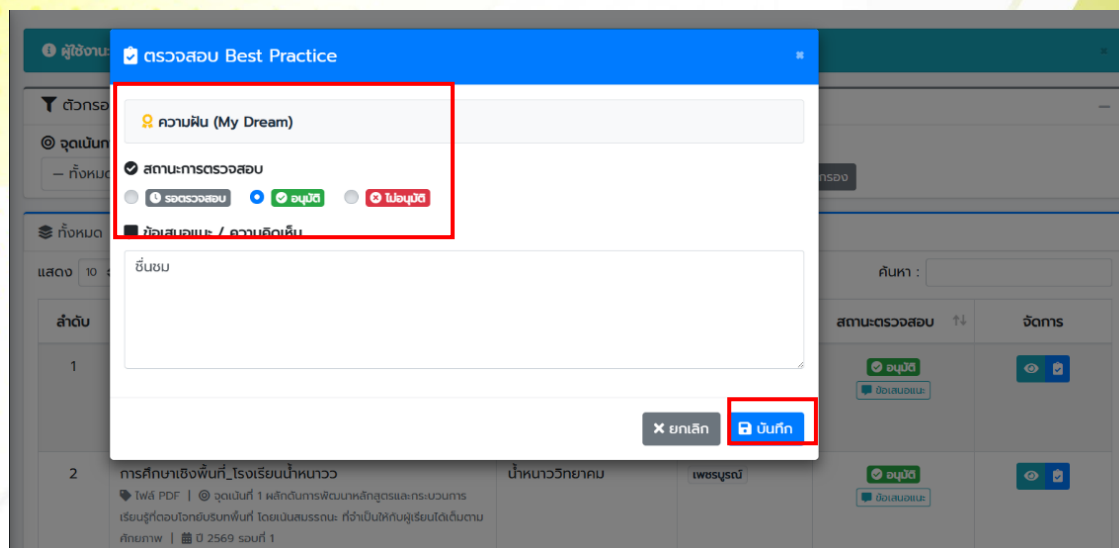 ผู้ใช้งาน
ตรวจสอบ Best Practice
ตัวกรอ
ความฝัน (My Dream)
จุดเน้นก
— ทั้งหมด
สถานะการตรวจสอบ
กรอง
รอตรวจสอบ อนุมัติ ไม่อนุมัติ
ทั้งหมด
ข้อเสนอแนะ / ความคิดเห็น
ชื่นชม
แสดง 10
ค้นหา :
ลำดับ สถานะตรวจสอบ จัดการ
1 อนุมัติ
ข้อเสนอแนะ
ยกเลิก บันทึก
2 การศึกษาเชิงพื้นที่_โรงเรียนน้ำหนาวว น้ำหนาววิทยาคม เพชรบูรณ์ อนุมัติ
ไฟล์ PDF | จุดเน้นที่ 1 ผลักดันการพัฒนาหลักสูตรและกระบวนการ ข้อเสนอแนะ
เรียนรู้ที่ตอบโจทย์บริบทพื้นที่ โดยเน้นสมรรถนะ ที่จำเป็นให้กับผู้เรียนได้เต็มตาม
ศักยภาพ | ปี 2569 รอบที่ 1